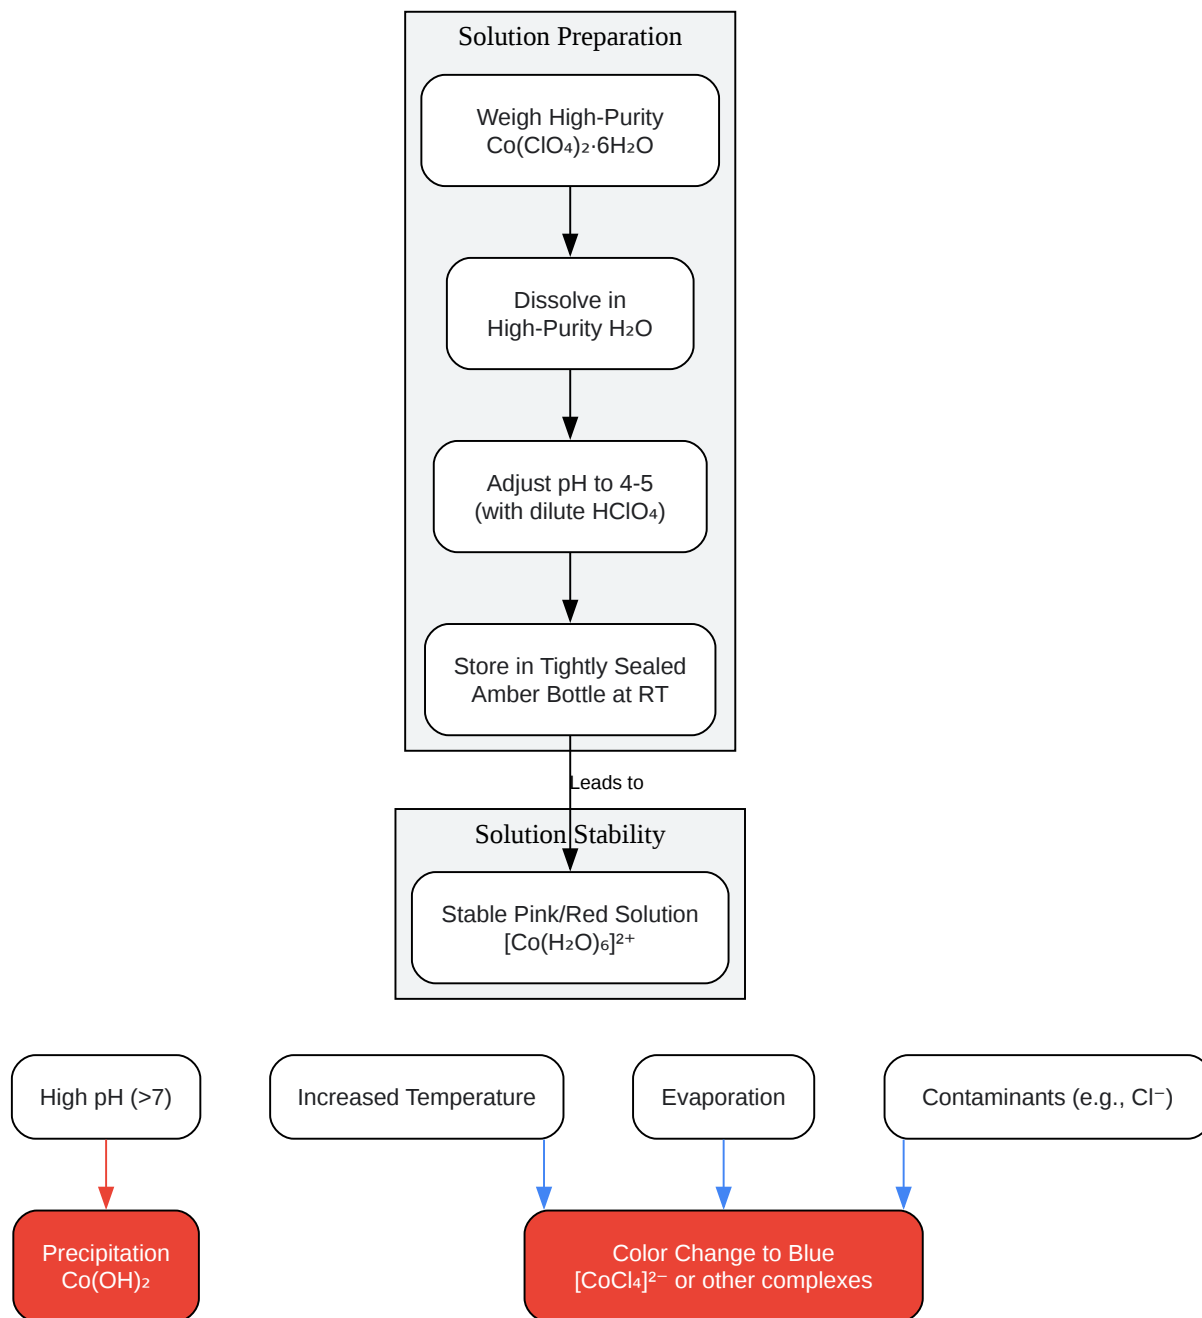 Solution Preparation
Weigh High-Purity
Co(ClO₄)₂·6H₂O
Dissolve in
High-Purity H₂O
Adjust pH to 4-5
(with dilute HClO₄)
Store in Tightly Sealed
Amber Bottle at RT
Leads to
Solution Stability
Stable Pink/Red Solution
[Co(H₂O)₆]²⁺
High pH (>7)
Increased Temperature
Evaporation
Contaminants (e.g., Cl⁻)
Precipitation
Co(OH)₂
Color Change to Blue
[CoCl₄]²⁻ or other complexes